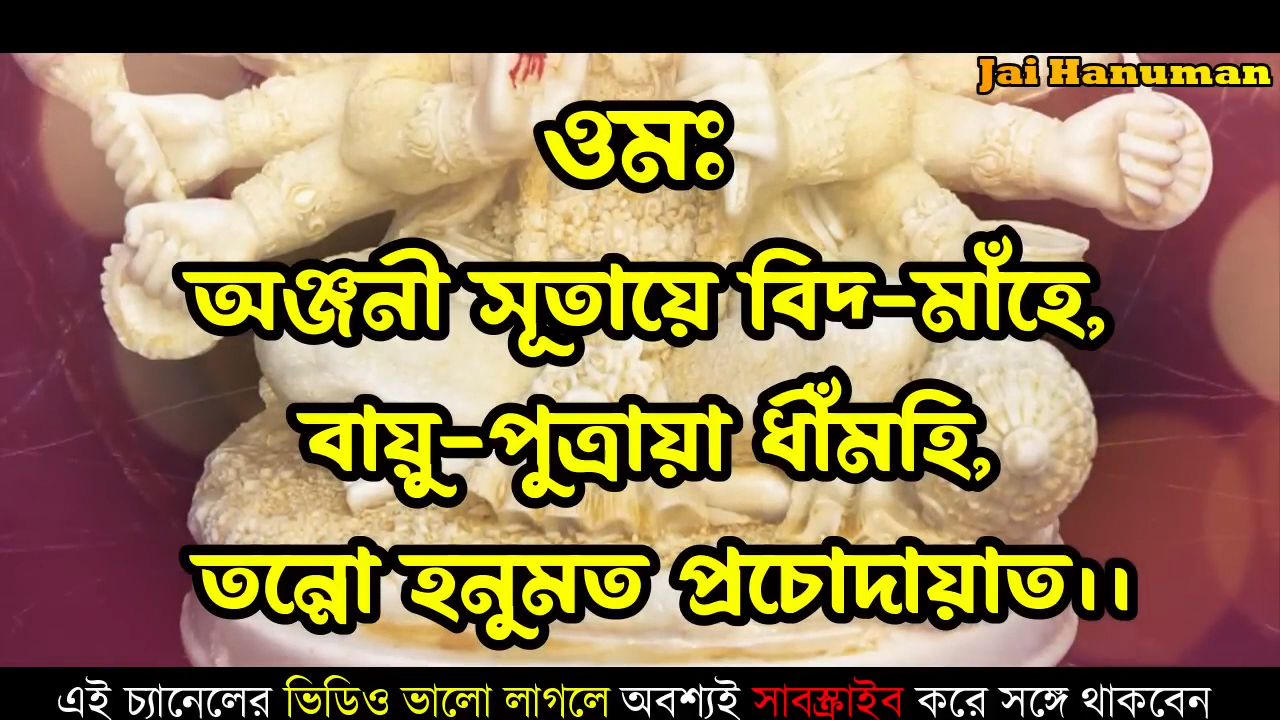 Jai Hanuman
ওমঃ
অঞ্জনী সূতায়ে বিদ-মাঁহে,
বায়ু-পুত্রায়া ধীঁমহি,
তন্নো হনুমত প্রচোদায়াত।।
এই চ্যানেলের ভিডিও ভালো লাগলে অবশ্যই সাবস্ক্রাইব করে সঙ্গে থাকবেন